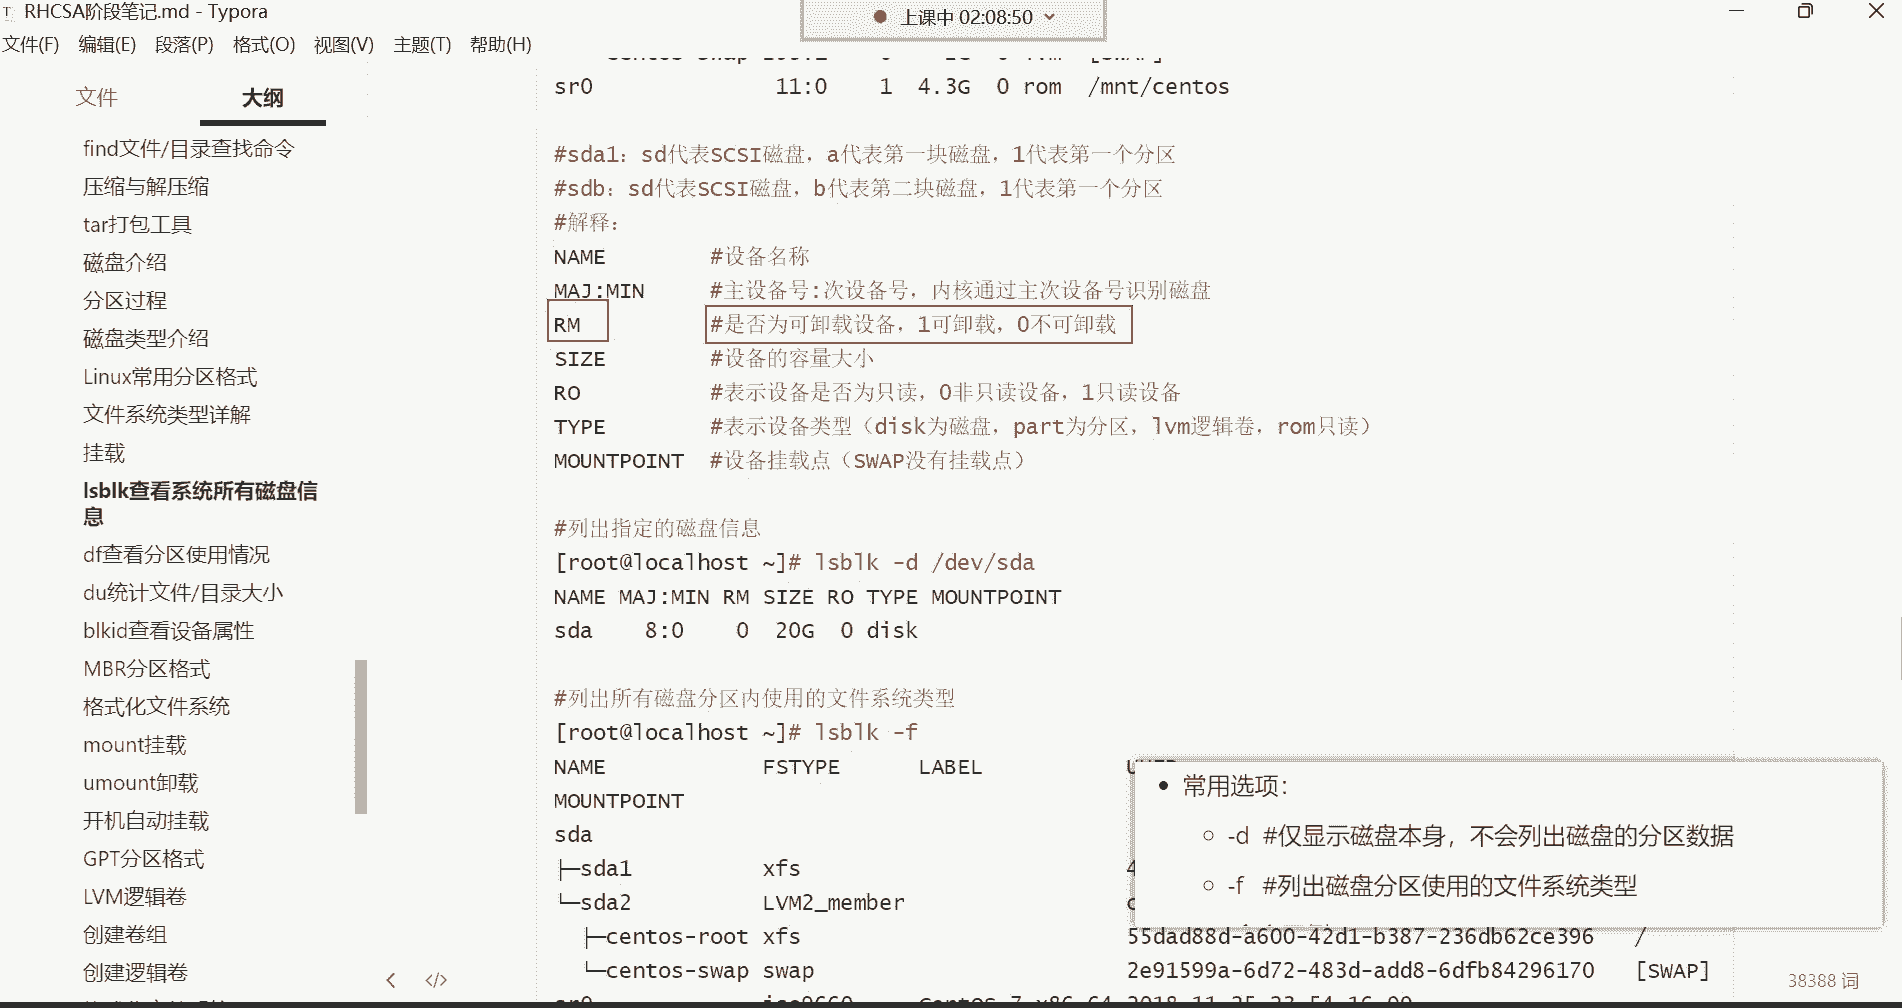 RHCSA阶段笔记.md - Typora
上课中 02:08:50
文件(F) 编辑(E) 段落(P) 格式(O) 视图(V) 主题(T) 帮助(H)
文件 大纲
find文件/目录查找命令
压缩与解压缩
tar打包工具
磁盘介绍
分区过程
磁盘类型介绍
Linux常用分区格式
文件系统类型详解
挂载
lsblk查看系统所有磁盘信
息
df查看分区使用情况
du统计文件/目录大小
blkid查看设备属性
MBR分区格式
格式化文件系统
mount挂载
umount卸载
开机自动挂载
GPT分区格式
LVM逻辑卷
创建卷组
创建逻辑卷
sr0 11:0 1 4.3G 0 rom /mnt/centos
#sda1：sd代表SCSI磁盘，a代表第一块磁盘，1代表第一个分区
#sdb：sd代表SCSI磁盘，b代表第二块磁盘，1代表第一个分区
#解释：
NAME #设备名称
MAJ:MIN #主设备号:次设备号，内核通过主次设备号识别磁盘
RM #是否为可卸载设备，1可卸载，0不可卸载
SIZE #设备的容量大小
RO #表示设备是否为只读，0非只读设备，1只读设备
TYPE #表示设备类型（disk为磁盘，part为分区，lvm逻辑卷，rom只读）
MOUNTPOINT #设备挂载点（SWAP没有挂载点）
#列出指定的磁盘信息
[root@localhost ~]# lsblk -d /dev/sda
NAME MAJ:MIN RM SIZE RO TYPE MOUNTPOINT
sda 8:0 0 20G 0 disk
#列出所有磁盘分区内使用的文件系统类型
[root@localhost ~]# lsblk -f
NAME FSTYPE LABEL
MOUNTPOINT
sda
├─sda1 xfs
└─sda2 LVM2_member
├─centos-root xfs 55dad88d-a600-42d1-b387-236db62ce396 /
└─centos-swap swap 2e91599a-6d72-483d-add8-6dfb84296170 [SWAP]
• 常用选项：
○ -d #仅显示磁盘本身，不会列出磁盘的分区数据
○ -f #列出磁盘分区使用的文件系统类型
38388 词